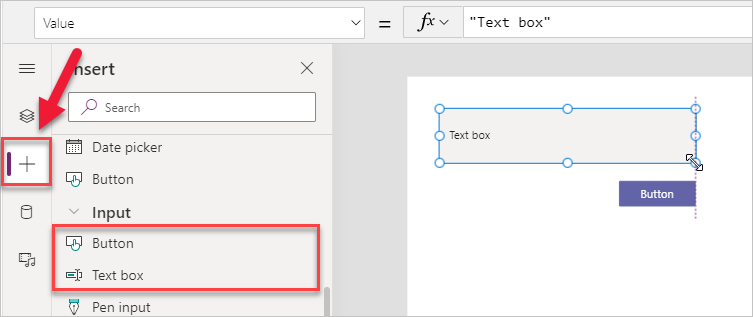 Value
=
fx
"Text box"
Insert
Search
Date picker
Button
Input
Button
Text box
Pen input
Text box
Button